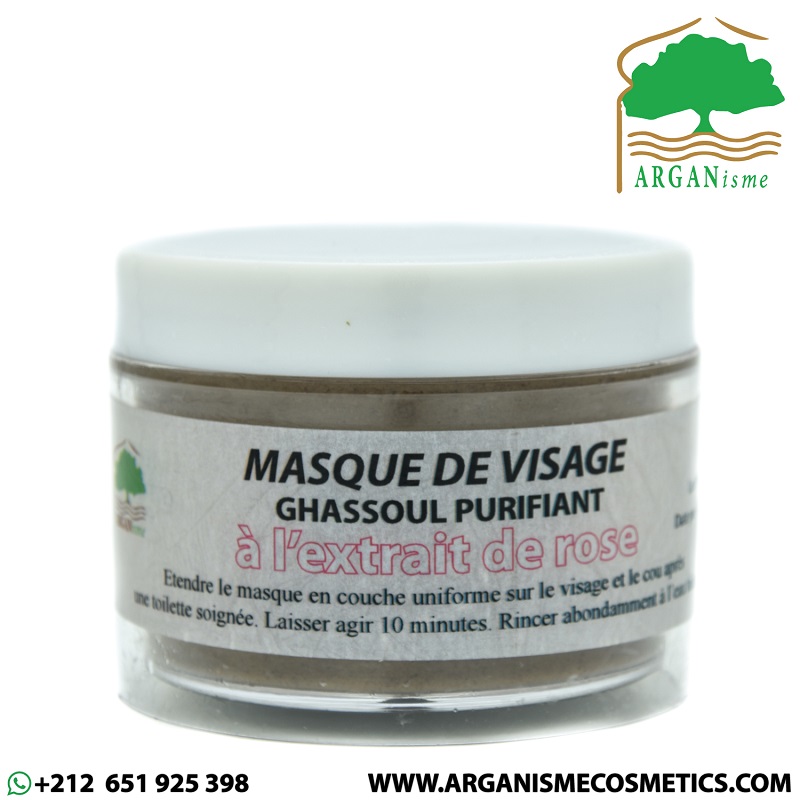 ARGANisme
MASQUE DE VISAGE
GHASSOUL PURIFIANT
à l'extrait de rose
ARGANisme
Etendre le masque en couche uniforme sur le visage et le cou après
une toilette soignée. Laisser agir 10 minutes. Rincer abondamment à l'eau
+212 651 925 398
WWW.ARGANISMECOSMETICS.COM